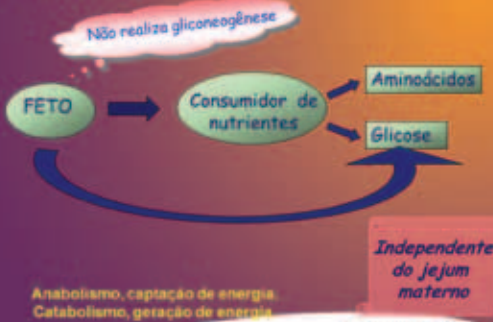 Não realiza gliconeogênese
FETO
Consumidor de
nutrientes
Aminoácidos
Glicose
Independente
do jejum
materno
Anabolismo, captação de energia.
Catabolismo, geração de energia